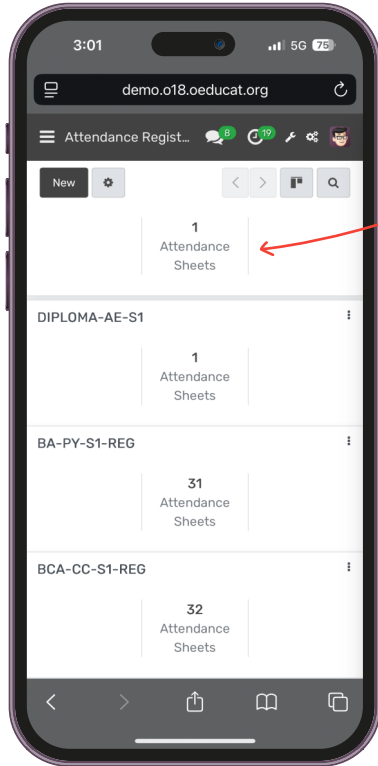 3:01
5G 75
demo.o18.oeducat.org
Attendance Regist... 8 19
New
1
Attendance
Sheets
DIPLOMA-AE-S1
1
Attendance
Sheets
BA-PY-S1-REG
31
Attendance
Sheets
BCA-CC-S1-REG
32
Attendance
Sheets